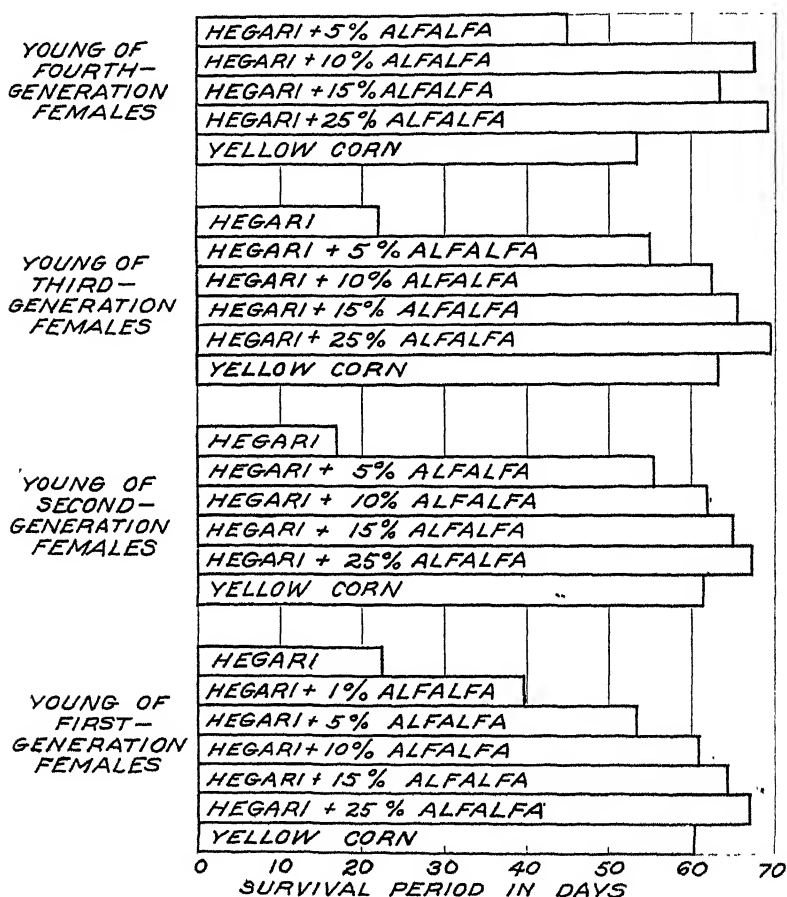 YOUNG OF
FOURTH-
GENERATION
FEMALES
HEGARI + 5% ALFALFA
HEGARI + 10% ALFALFA
HEGARI + 15% ALFALFA
HEGARI + 25% ALFALFA
YELLOW CORN
YOUNG OF
THIRD-
GENERATION
FEMALES
HEGARI
HEGARI + 5% ALFALFA
HEGARI + 10% ALFALFA
HEGARI + 15% ALFALFA
HEGARI + 25% ALFALFA
YELLOW CORN
YOUNG OF
SECOND-
GENERATION
FEMALES
HEGARI
HEGARI + 5% ALFALFA
HEGARI + 10% ALFALFA
HEGARI + 15% ALFALFA
HEGARI + 25% ALFALFA
YELLOW CORN
YOUNG OF
FIRST-
GENERATION
FEMALES
HEGARI
HEGARI + 1% ALFALFA
HEGARI + 5% ALFALFA
HEGARI + 10% ALFALFA
HEGARI + 15% ALFALFA
HEGARI + 25% ALFALFA
YELLOW CORN
0 10 20 30 40 50 60 70
SURVIVAL PERIOD IN DAYS